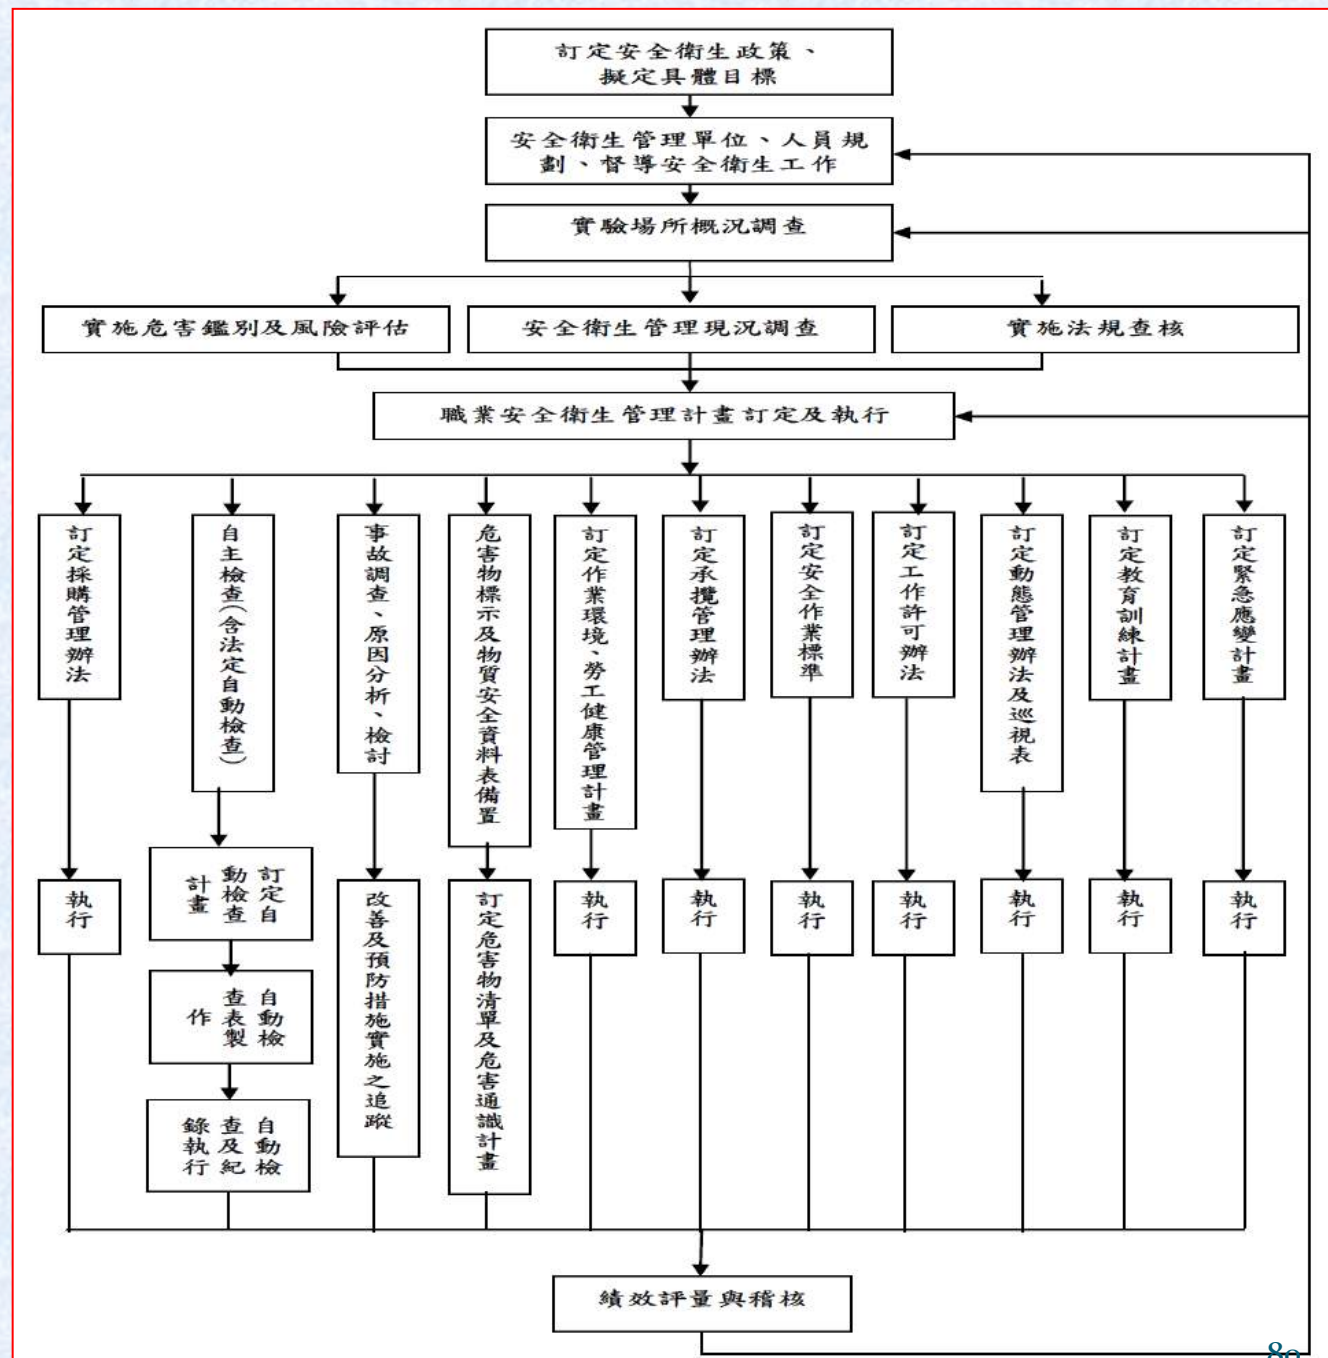 訂定安全衛生政策、
擬定具體目標
安全衛生管理單位、人員規
劃、督導安全衛生工作
實驗場所概況調查
實施危害鑑別及風險評估
安全衛生管理現況調查
實施法規查核
職業安全衛生管理計畫訂定及執行
訂定採購管理辦法
自主檢查(含法定自動檢查)
事故調查、原因分析、檢討
危害物標示及物質安全資料表備置
訂定作業環境、勞工健康管理計畫
訂定承攬管理辦法
訂定安全作業標準
訂定工作許可辦法
訂定動態管理辦法及巡視表
訂定教育訓練計畫
訂定緊急應變計畫
執行
訂定自
動檢查
計畫
自動檢
查表製
作
自動檢
查及紀
錄執行
改善及預防措施實施之追蹤
訂定危害物清單及危害通識計畫
執行
執行
執行
執行
執行
執行
執行
績效評量與稽核
80